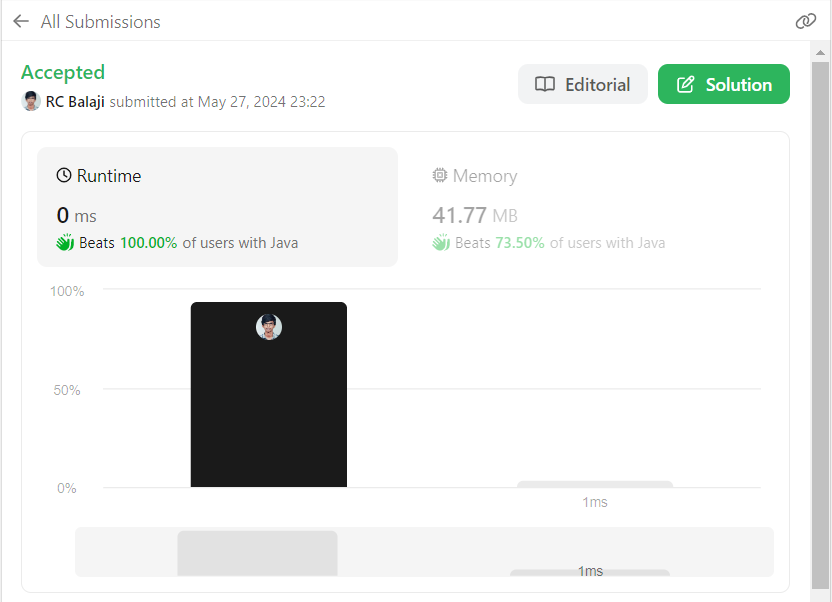 All Submissions
Accepted
RC Balaji submitted at May 27, 2024 23:22
Editorial
Solution
Runtime
0 ms
Beats 100.00% of users with Java
Memory
41.77 MB
Beats 73.50% of users with Java
100%
50%
0%
1ms
1ms